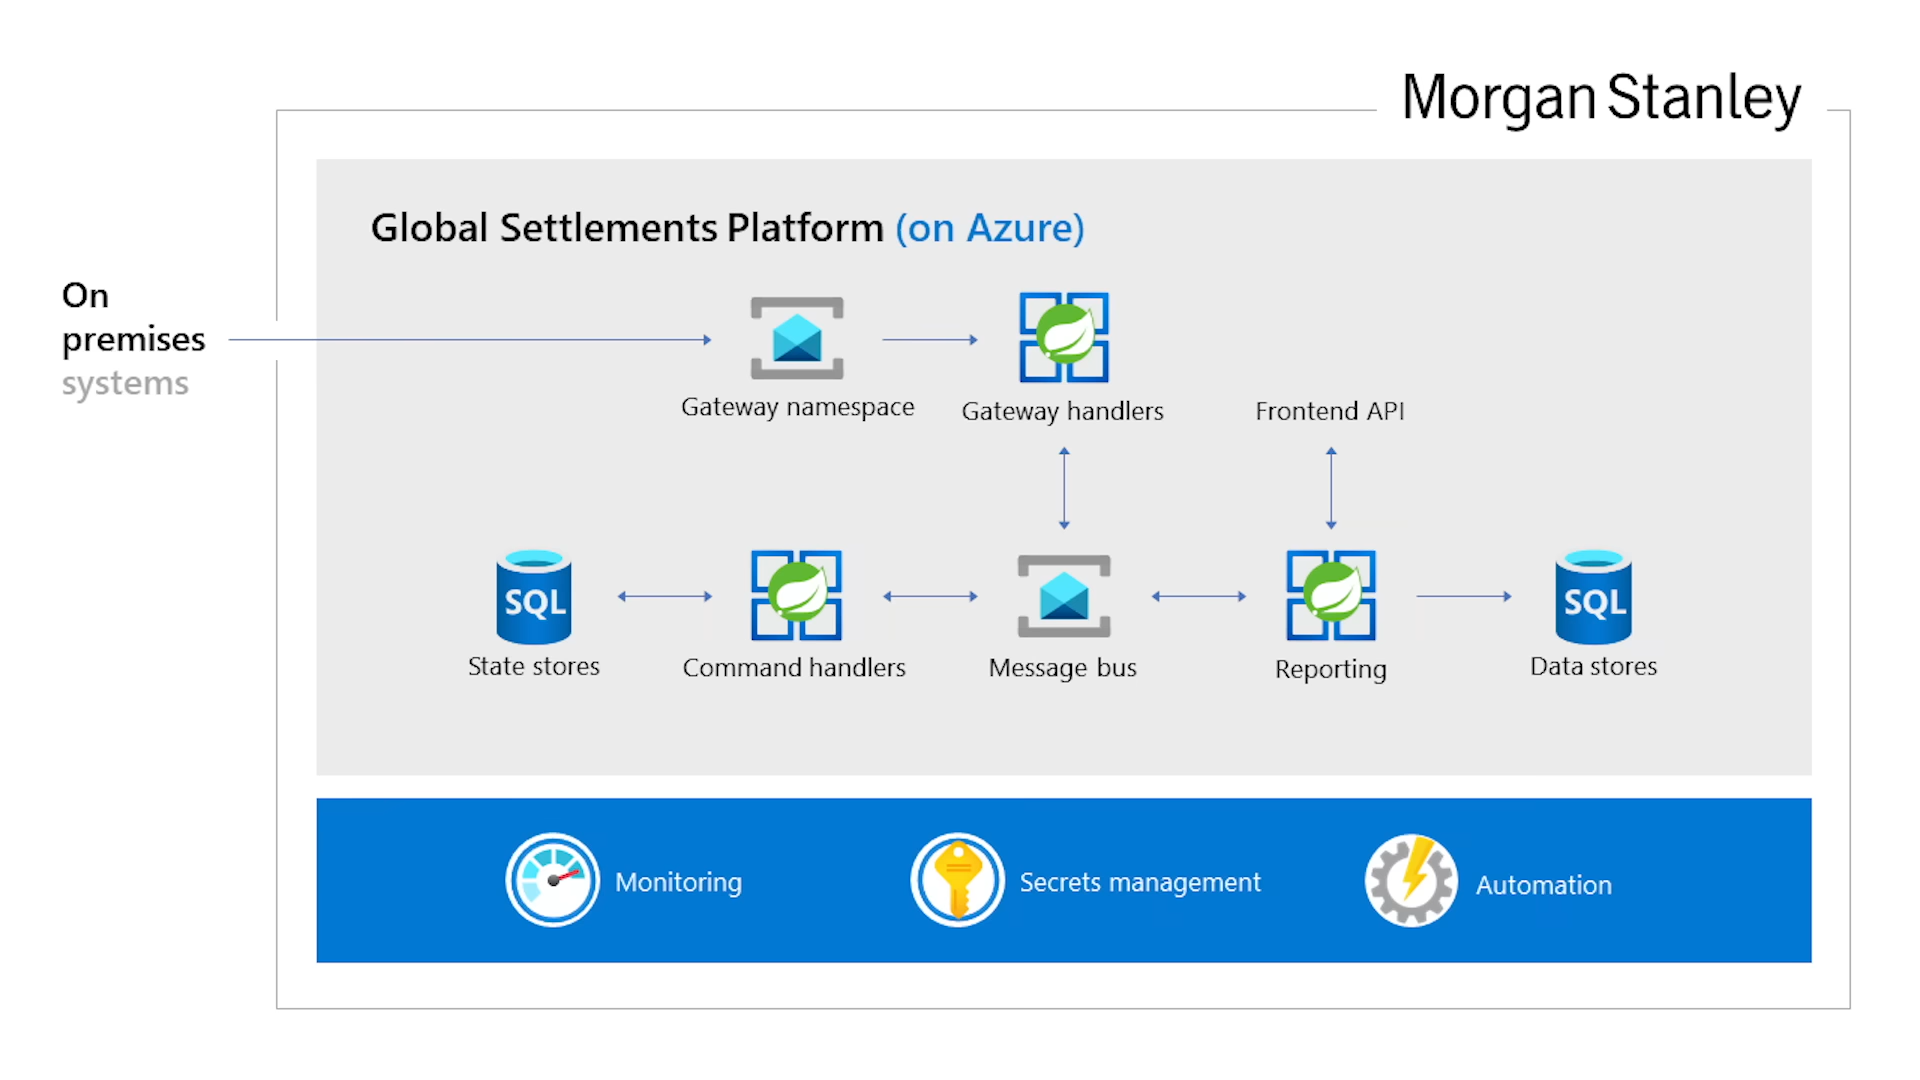 Morgan Stanley
Global Settlements Platform (on Azure)
On
premises
systems
Gateway namespace
Gateway handlers
Frontend API
SQL
SQL
State stores
Command handlers
Message bus
Reporting
Data stores
Monitoring
Secrets management
Automation